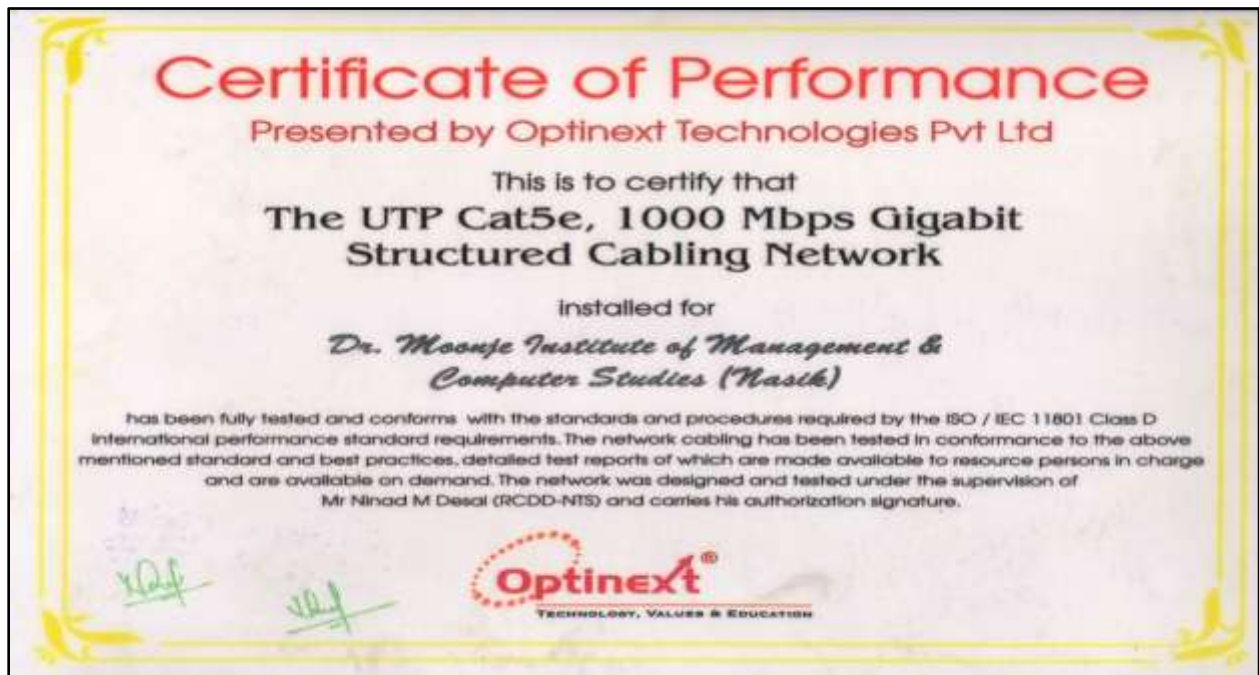 Certificate of Performance
Presented by Optinext Technologies Pvt Ltd
This is to certify that
The UTP Cat5e, 1000 Mbps Gigabit
Structured Cabling Network
installed for
Dr. Moonje Institute of Management &
Computer Studies (Nasik)
has been fully tested and conforms with the standards and procedures required by the ISO / IEC 11801 Class D
international performance standard requirements. The network cabling has been tested in conformance to the above
mentioned standard and best practices, detailed test reports of which are made available to resource persons in charge
and are available on demand. The network was designed and tested under the supervision of
Mr Ninad M Desai (RCDD-NTS) and carries his authorization signature.
Optinext®
TECHNOLOGY, VALUES & EDUCATION